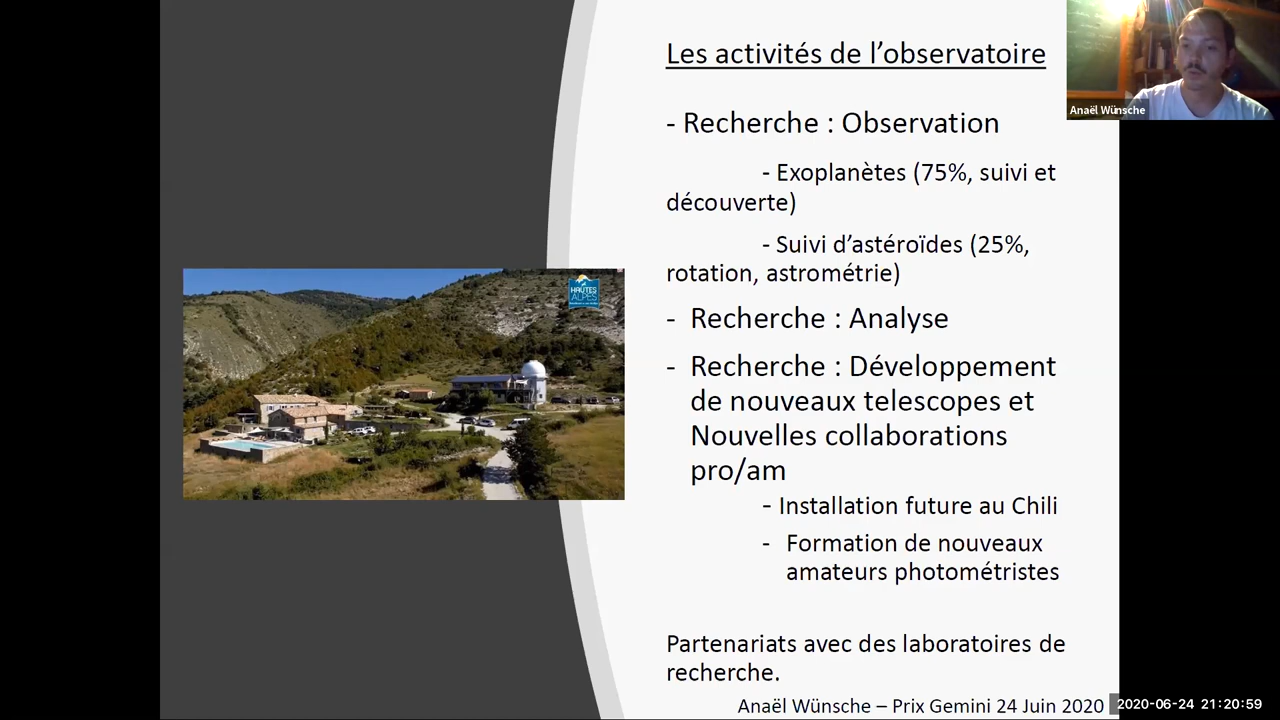 Les activités de l'observatoire
- Recherche : Observation
- Exoplanètes (75%, suivi et
découverte)
- Suivi d'astéroïdes (25%,
rotation, astrométrie)
- Recherche : Analyse
- Recherche : Développement
de nouveaux telescopes et
Nouvelles collaborations
pro/am
- Installation future au Chili
- Formation de nouveaux
amateurs photométristes
Partenariats avec des laboratoires de
recherche.
Anaël Wünsche – Prix Gemini 24 Juin 2020
2020-06-24 21:20:59
Anaël Wünsche
HAUTES
ALPES